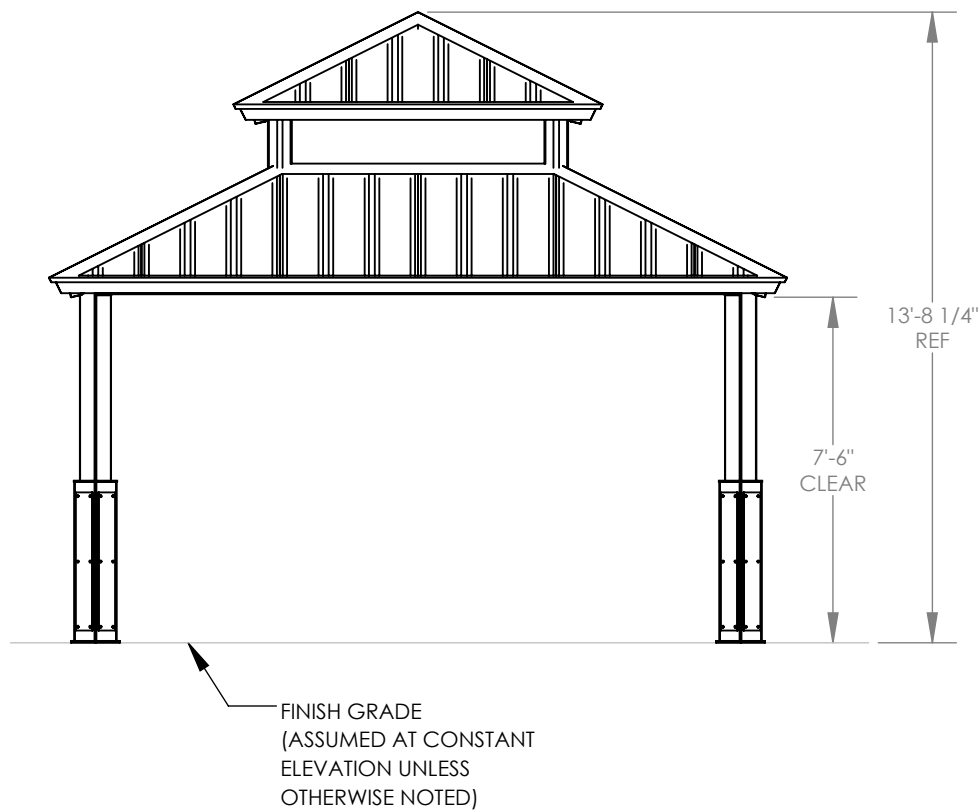 13'-8 1/4"
REF
7'-6"
CLEAR
FINISH GRADE
(ASSUMED AT CONSTANT
ELEVATION UNLESS
OTHERWISE NOTED)